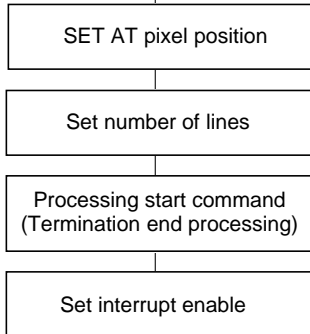 SET AT pixel position
Set number of lines
Processing start command
(Termination end processing)
Set interrupt enable